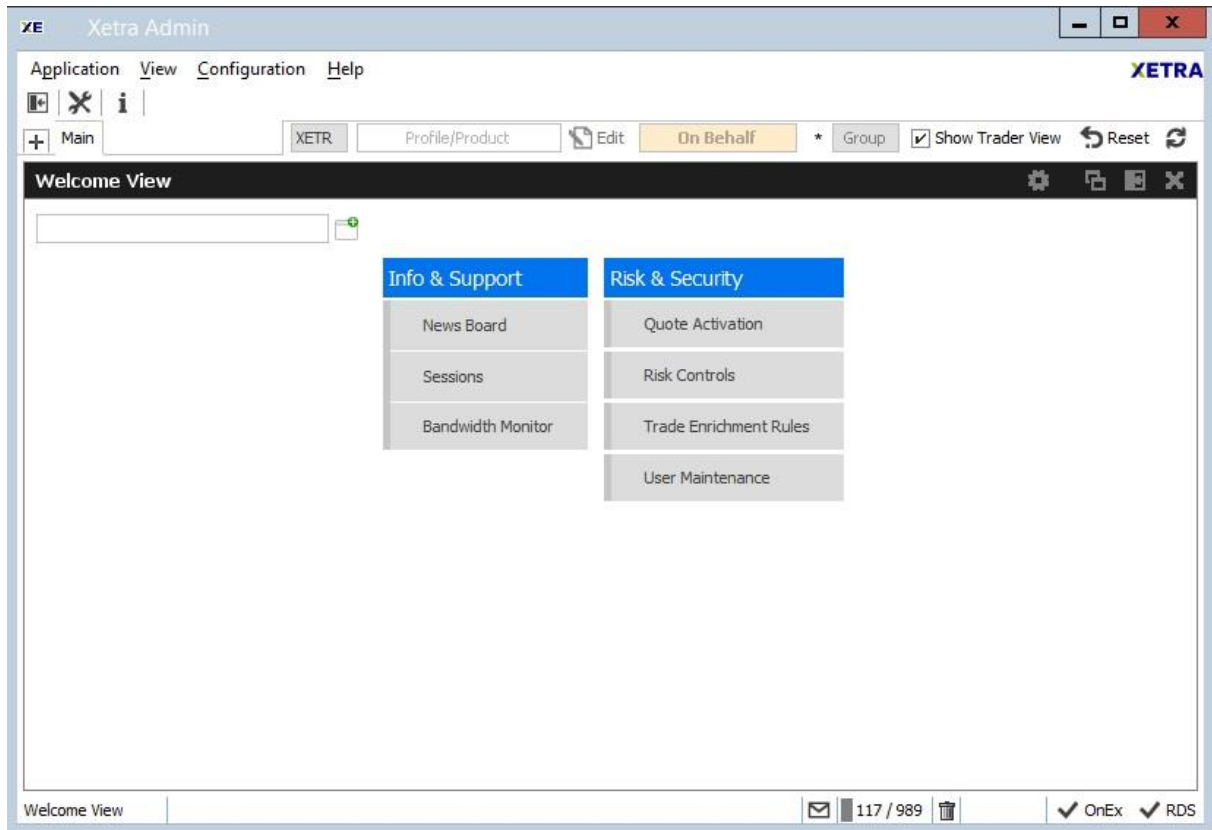 XE Xetra Admin
Application View Configuration Help XETRA
i
Main XETR Profile/Product Edit On Behalf * Group Show Trader View Reset
Welcome View
Info & Support
News Board
Sessions
Bandwidth Monitor
Risk & Security
Quote Activation
Risk Controls
Trade Enrichment Rules
User Maintenance
Welcome View 117 / 989 OnEx RDS